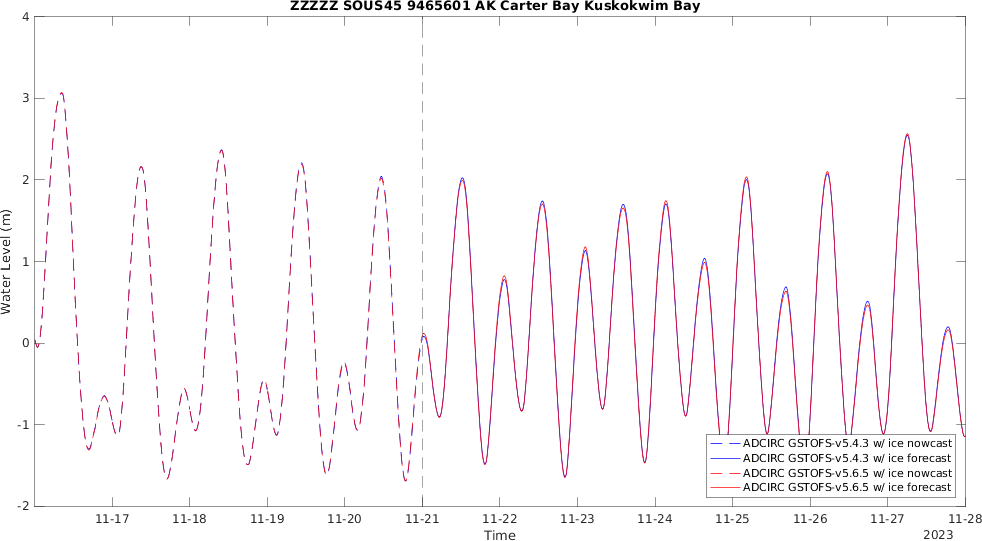 ZZZZZ SOUS45 9465601 AK Carter Bay Kuskokwim Bay
4
3
2
1
0
-1
-2
Water Level (m)
11-17
11-18
11-19
11-20
11-21
11-22
11-23
11-24
11-25
11-26
11-27
11-28
Time
2023
ADCIRC GSTOFS-v5.4.3 w/ ice nowcast
ADCIRC GSTOFS-v5.4.3 w/ ice forecast
ADCIRC GSTOFS-v5.6.5 w/ ice nowcast
ADCIRC GSTOFS-v5.6.5 w/ ice forecast